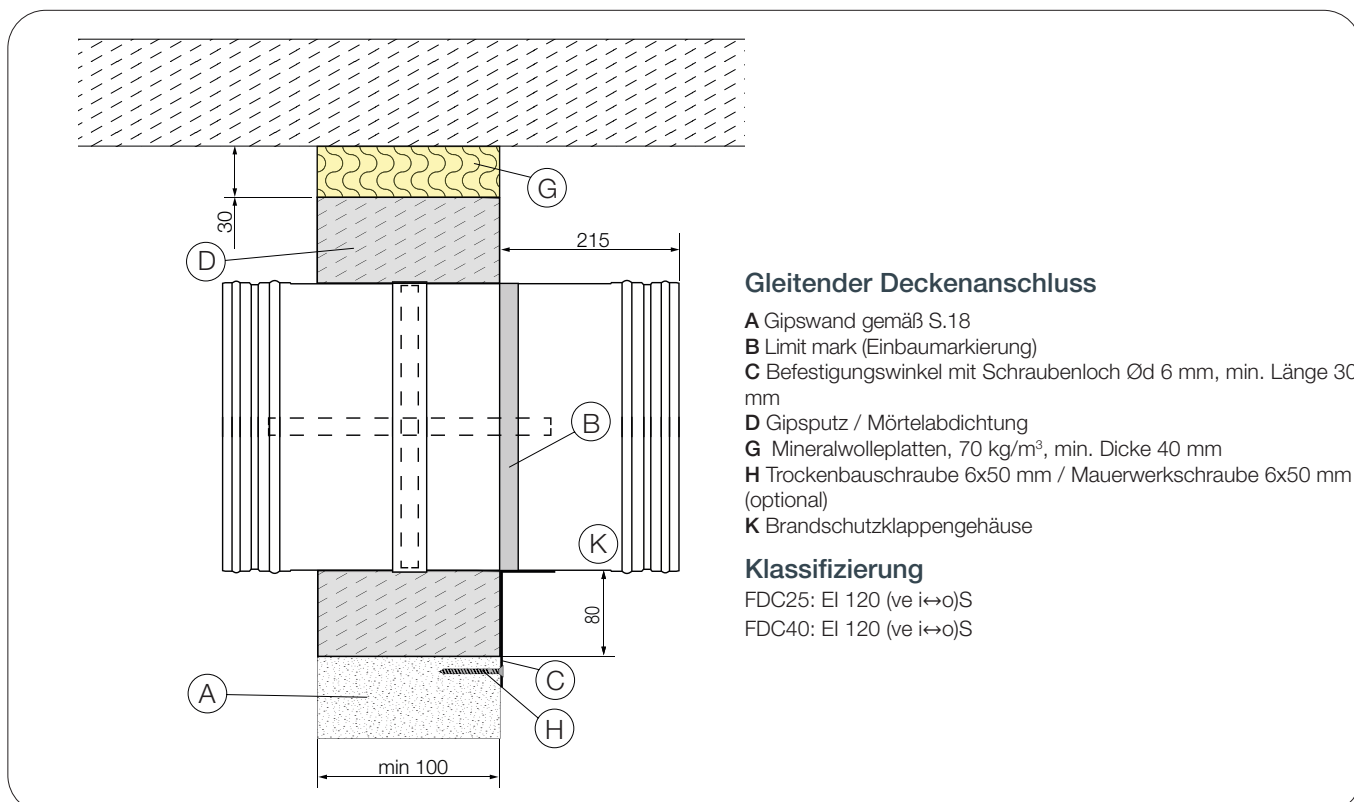 G
30
D
215
B
K
80
A
C
H
min 100
Gleitender Deckenanschluss
A Gipswand gemäß S.18
B Limit mark (Einbaumarkierung)
C Befestigungswinkel mit Schraubenloch Ød 6 mm, min. Länge 30
mm
D Gipsputz / Mörtelabdichtung
G Mineralwolleplatten, 70 kg/m³, min. Dicke 40 mm
H Trockenbauschraube 6x50 mm / Mauerwerkschraube 6x50 mm
(optional)
K Brandschutzklappengehäuse
Klassifizierung
FDC25: EI 120 (ve i↔o)S
FDC40: EI 120 (ve i↔o)S